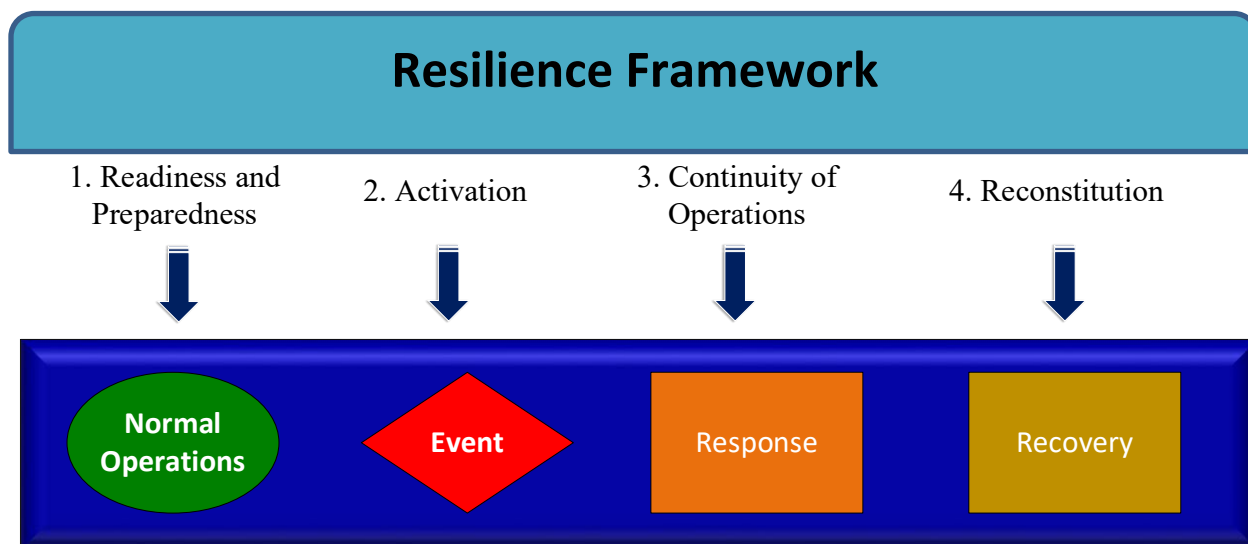 Resilience Framework
1. Readiness and
Preparedness
2. Activation
3. Continuity of
Operations
4. Reconstitution
Normal
Operations
Event
Response
Recovery